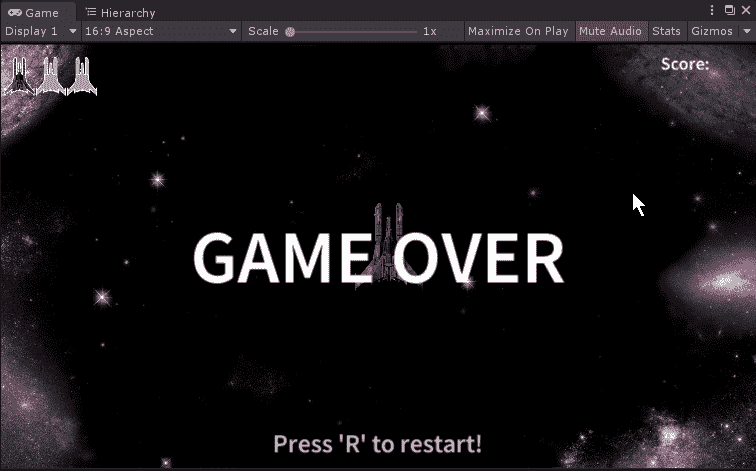 Game Hierarchy
Display 1 16:9 Aspect Scale 1x Maximize On Play Mute Audio Stats Gizmos
Score:
GAME OVER
Press 'R' to restart!